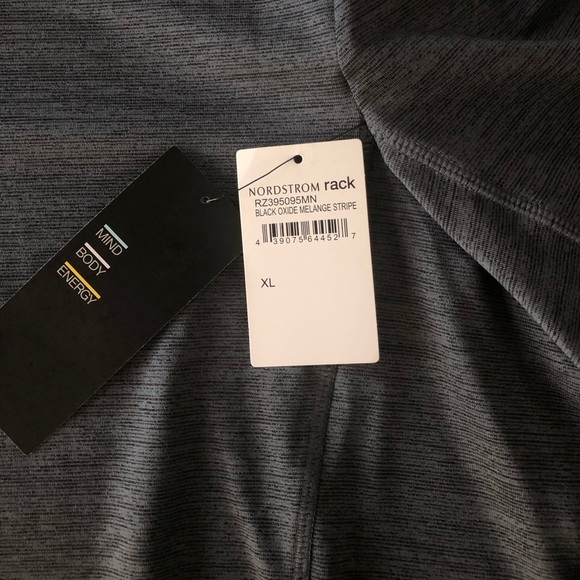 NORDSTROM rack
RZ395095MN
BLACK OXIDE MELANGE STRIPE
4 39075 64452 7
XL
MIND
BODY
ENERGY